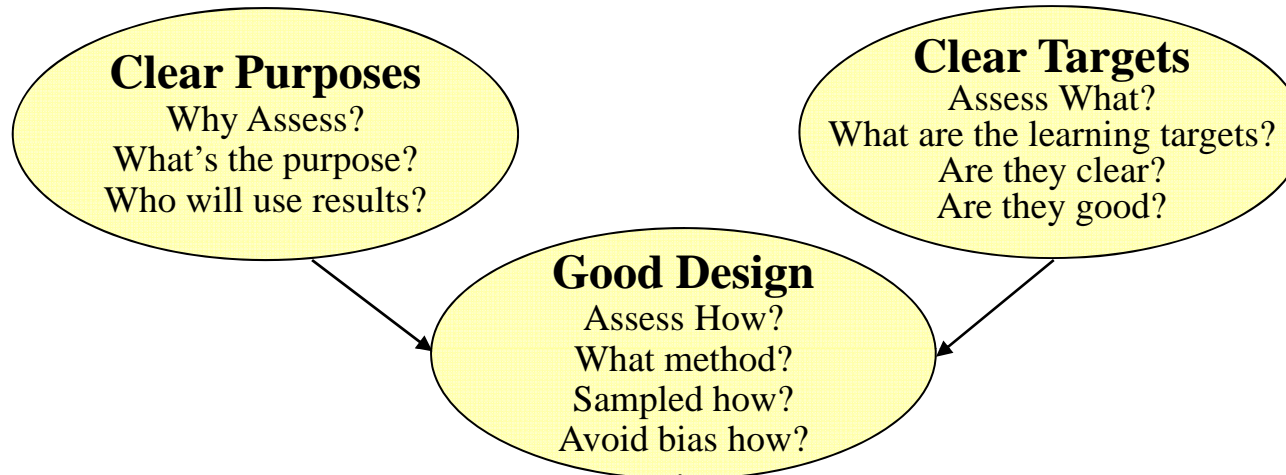 Clear Purposes
Why Assess?
What’s the purpose?
Who will use results?
Clear Targets
Assess What?
What are the learning targets?
Are they clear?
Are they good?
Good Design
Assess How?
What method?
Sampled how?
Avoid bias how?